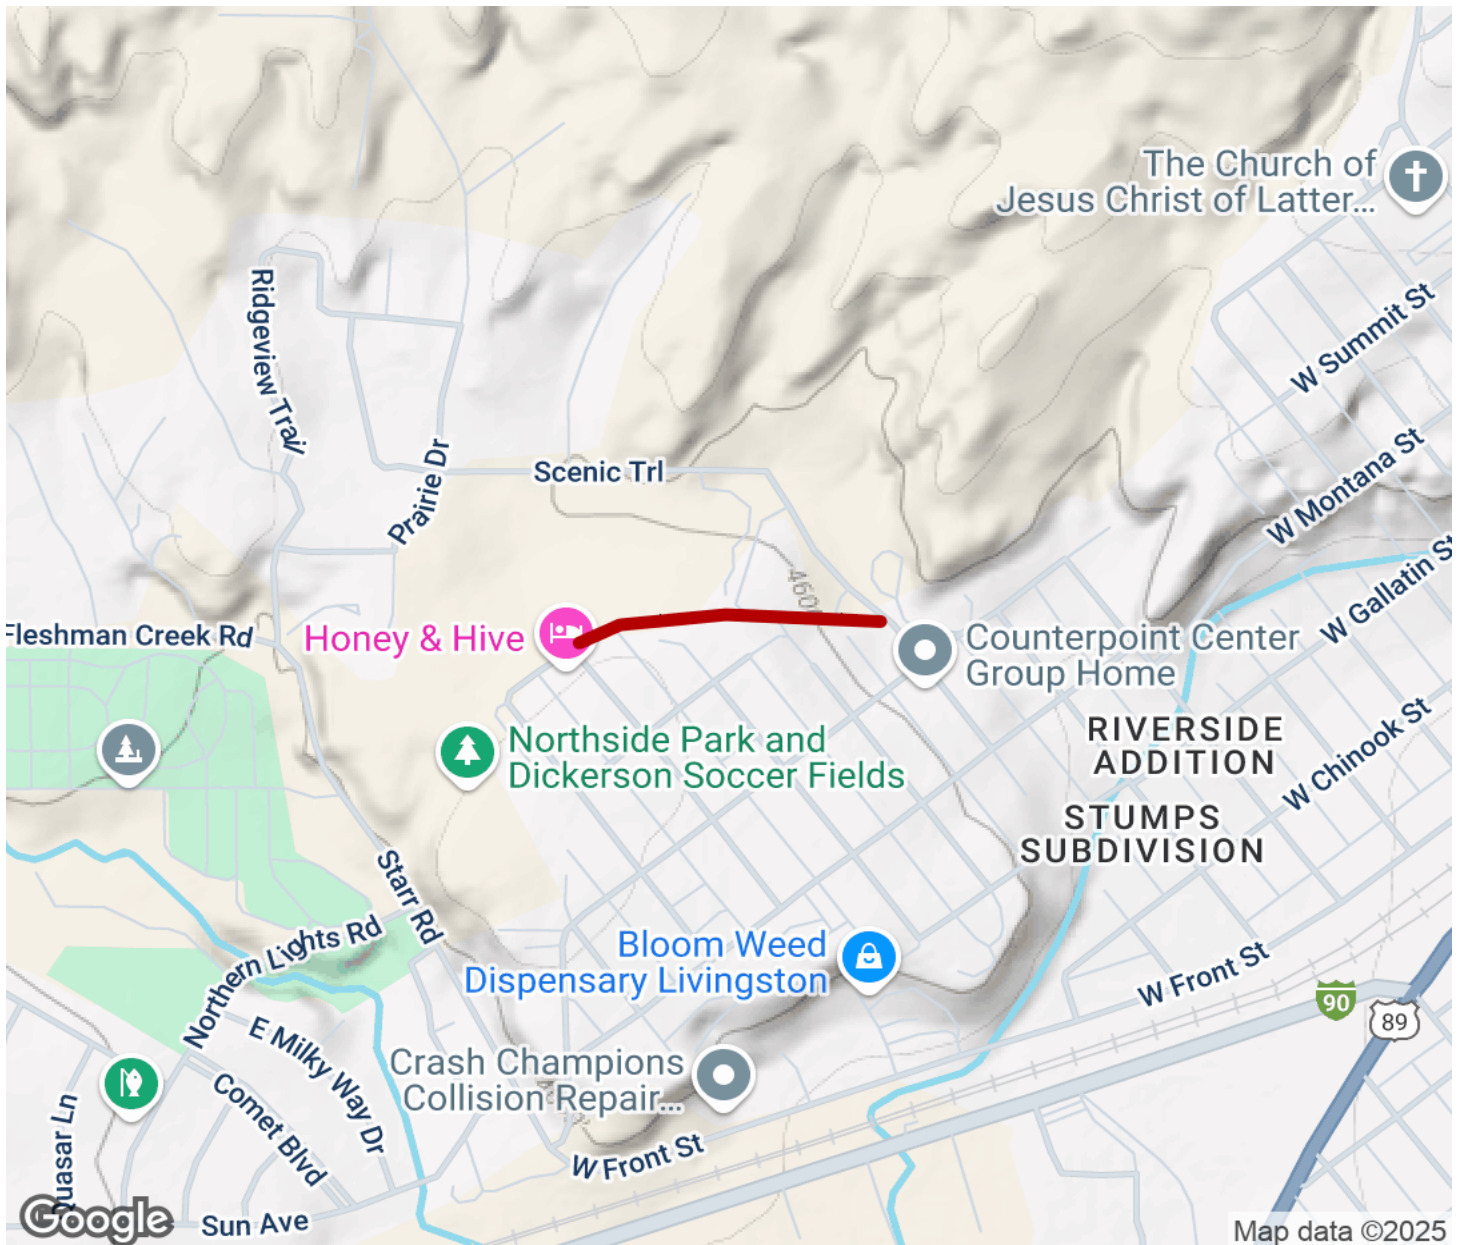 The Church of
Jesus Christ of Latter...
Ridgeview Trail
W Summit St
W Montana St
Prairie Dr
Scenic Trl
W Gallatin St
460
Fleshman Creek Rd
Honey & Hive
Counterpoint Center
Group Home
Northside Park and
Dickerson Soccer Fields
RIVERSIDE
ADDITION
W Chinook St
STUMPS
SUBDIVISION
Starr Rd
Northern Lights Rd
Bloom Weed
Dispensary Livingston
W Front St
90
89
E Milky Way Dr
Crash Champions
Collision Repair...
Comet Blvd
Quasar Ln
W Front St
Sun Ave
Google
Map data ©2025